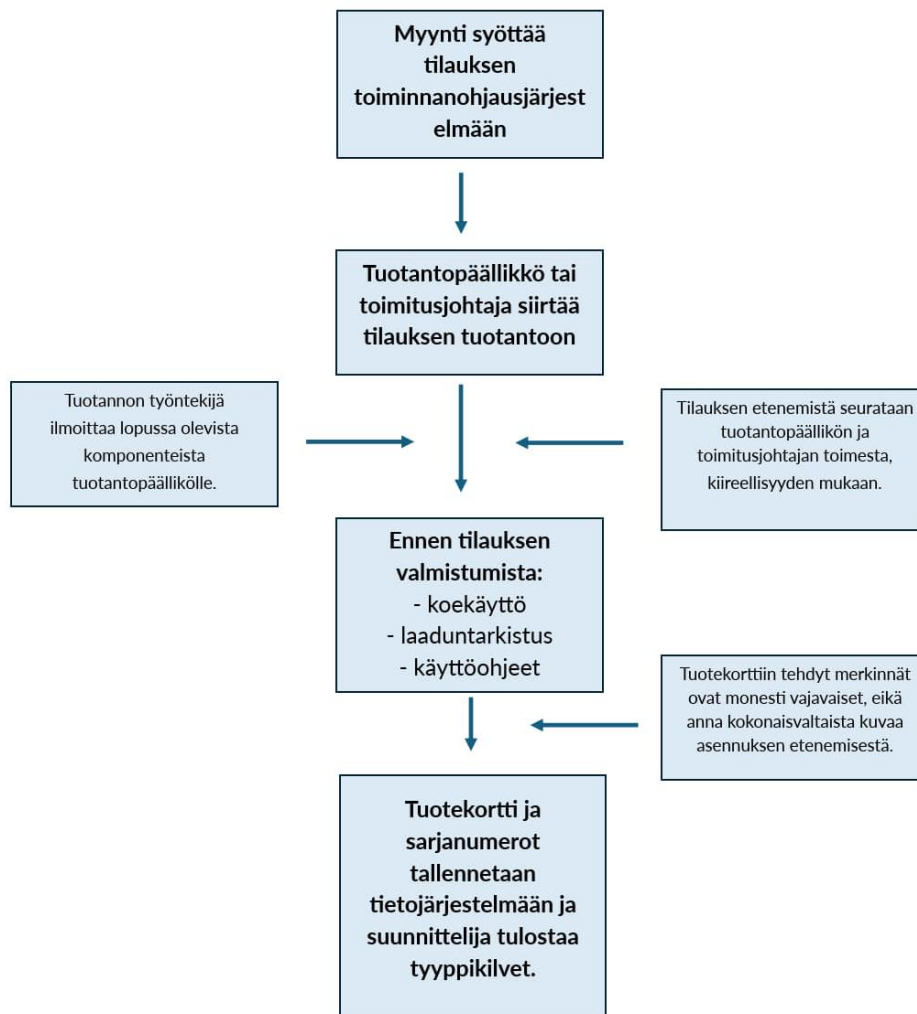 Myynti syöttää
tilauksen
toiminnanohjausjärjest
elmään
Tuotantopäällikkö tai
toimitusjohtaja siirtää
tilauksen tuotantoon
Tuotannon työntekijä
ilmoittaa lopussa olevista
komponenteista
tuotantopäällikölle.
Tilauksen etenemistä seurataan
tuotantopäällikön ja
toimitusjohtajan toimesta,
kiireellisyyden mukaan.
Ennen tilauksen
valmistumista:
- koekäyttö
- laaduntarkistus
- käyttöohjeet
Tuotekorttiin tehdyt merkinnät
ovat monesti vajavaiset, eikä
anna kokonaisvaltaista kuvaa
asennuksen etenemisestä.
Tuotekortti ja
sarjanumerot
tallennetaan
tietojärjestelmään ja
suunnittelija tulostaa
tyyppikilvet.